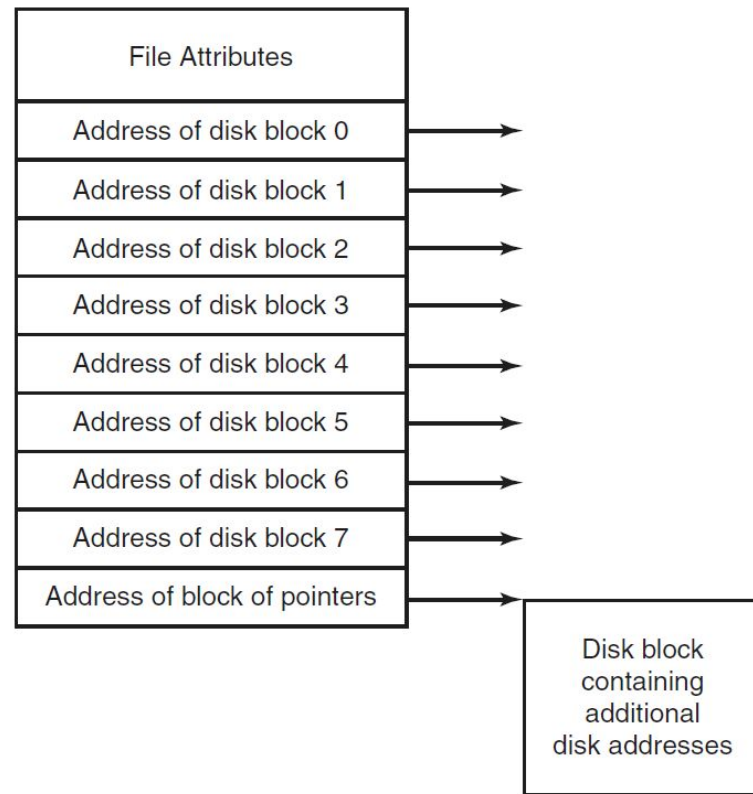 File Attributes
Address of disk block 0
Address of disk block 1
Address of disk block 2
Address of disk block 3
Address of disk block 4
Address of disk block 5
Address of disk block 6
Address of disk block 7
Address of block of pointers
Disk block
containing
additional
disk addresses